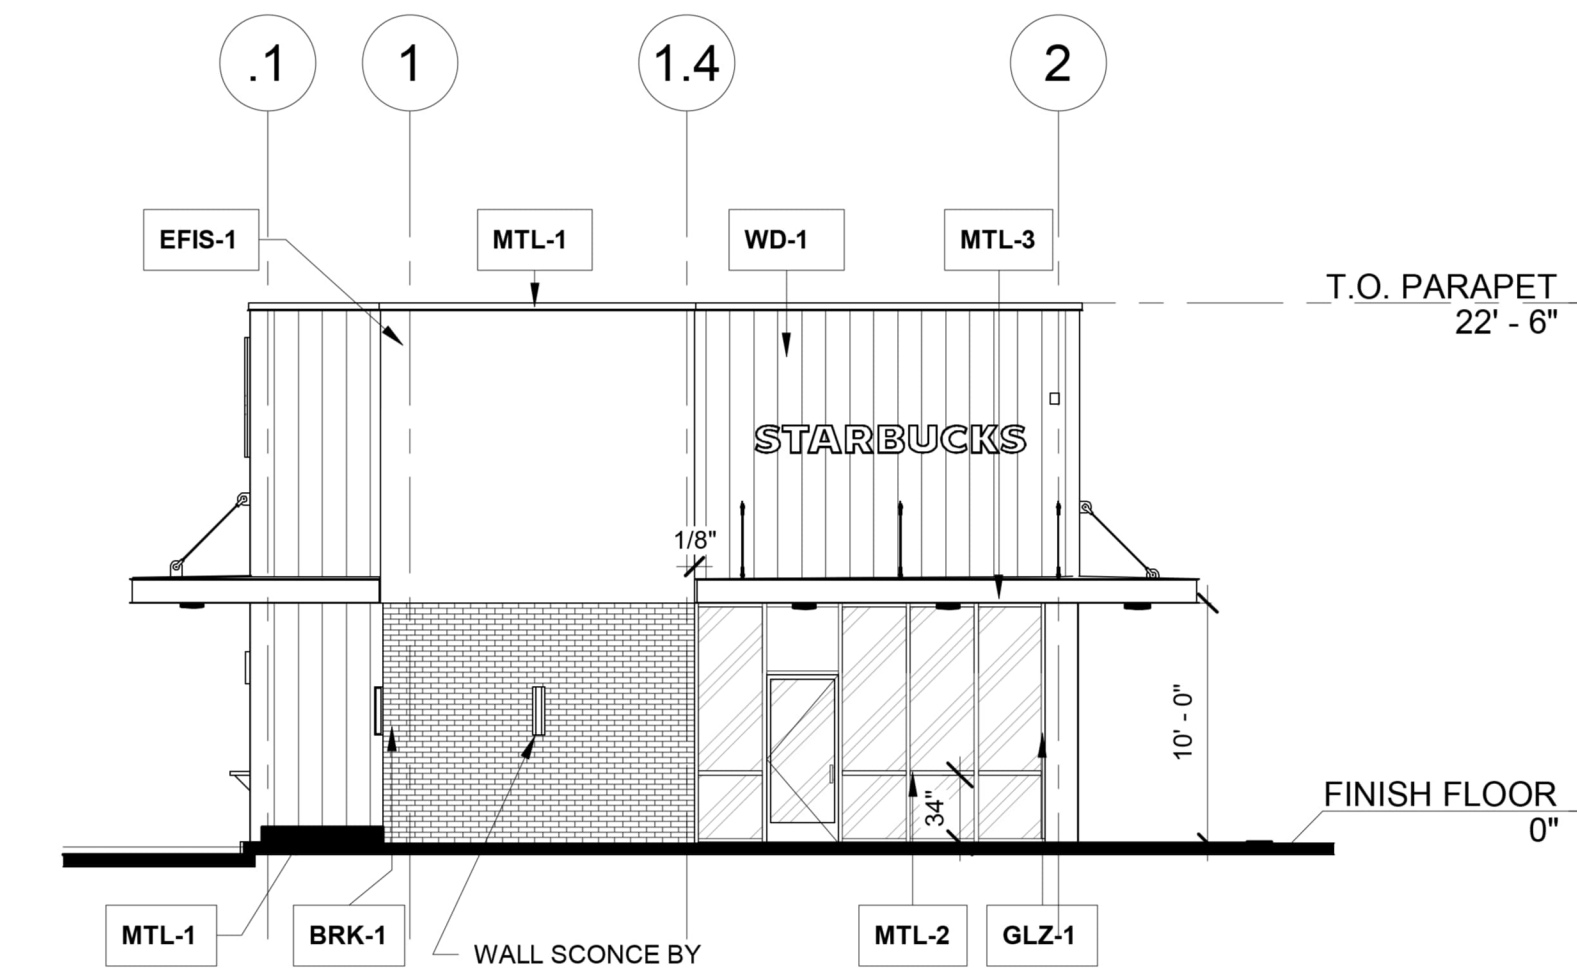 .1
1
1.4
2
EFIS-1
MTL-1
WD-1
MTL-3
T.O. PARAPET
22' - 6"
STARBUCKS
1/8"
10' - 0"
34"
FINISH FLOOR
0"
MTL-1
BRK-1
WALL SCONCE BY
MTL-2
GLZ-1